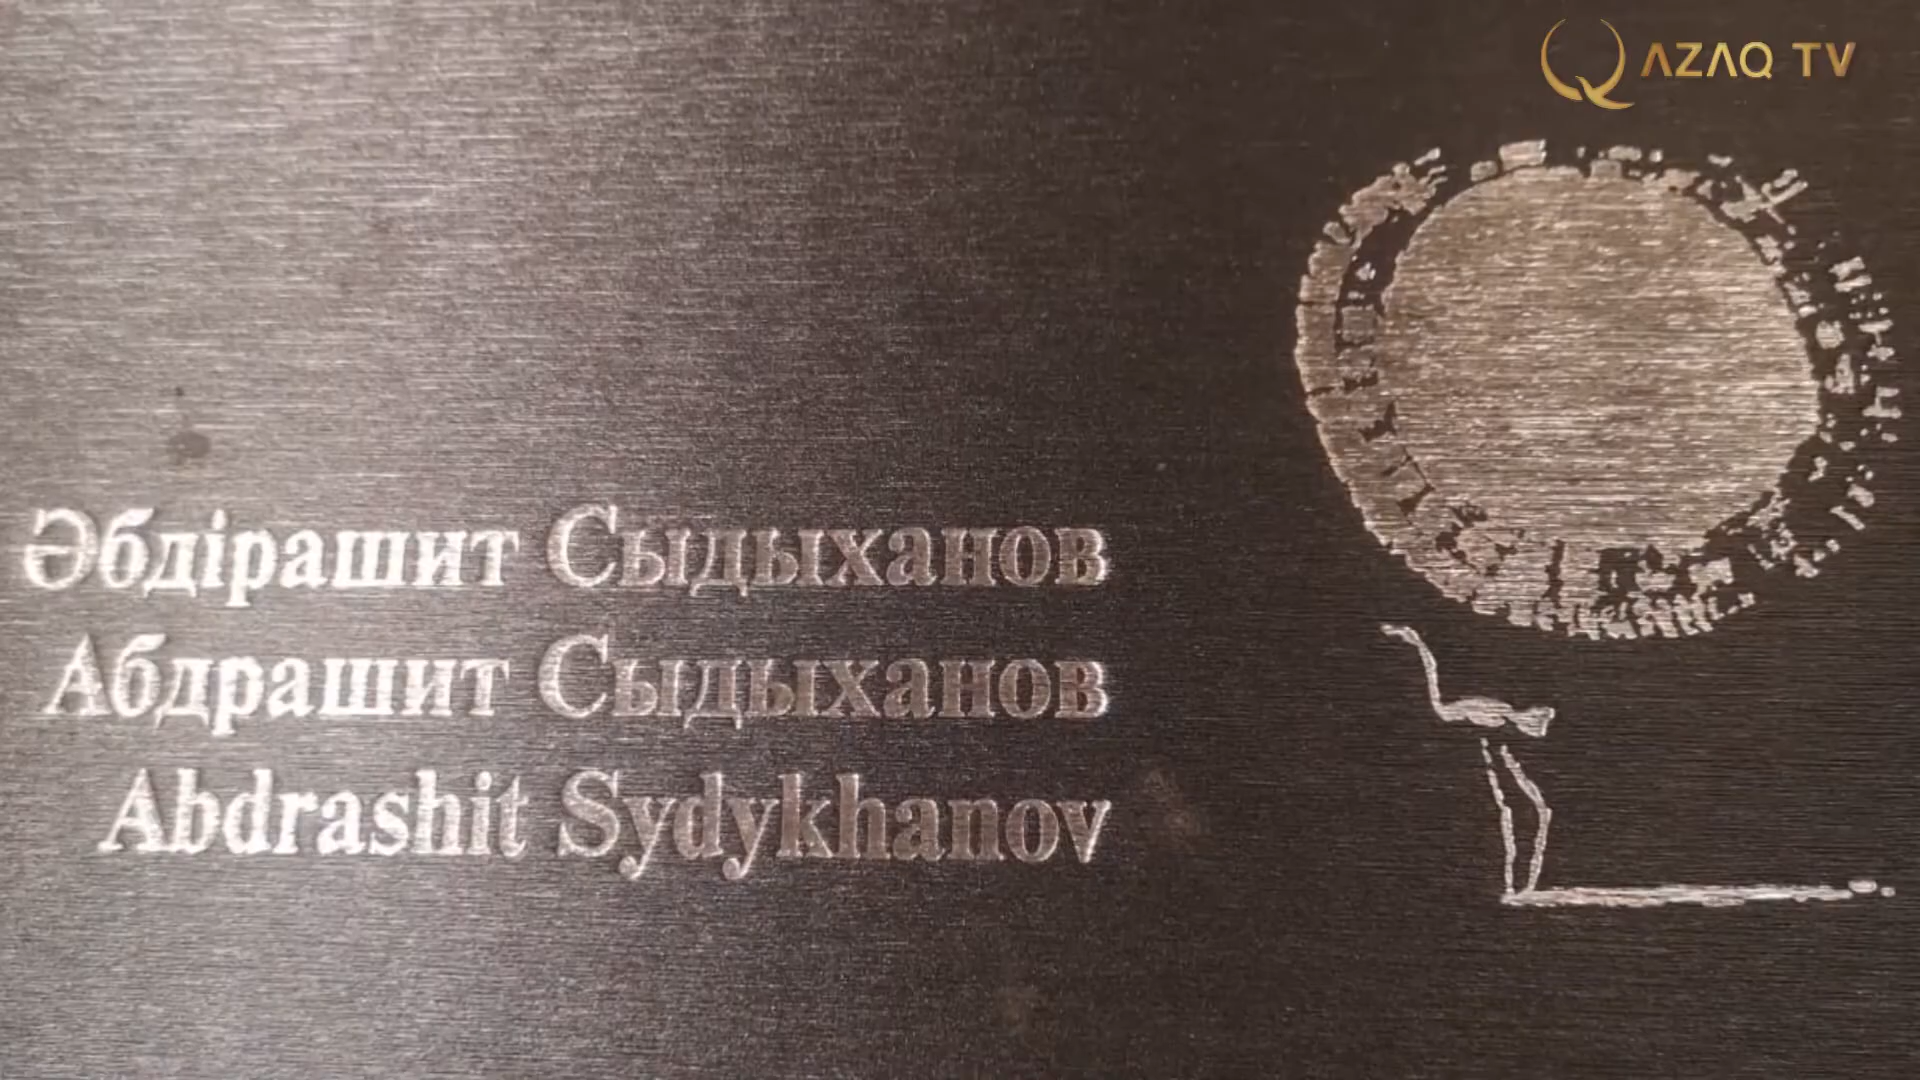 QAZAQ TV
Әбдірашит Сыдыханов
Абдрашит Сыдыханов
Abdrashit Sydykhanov